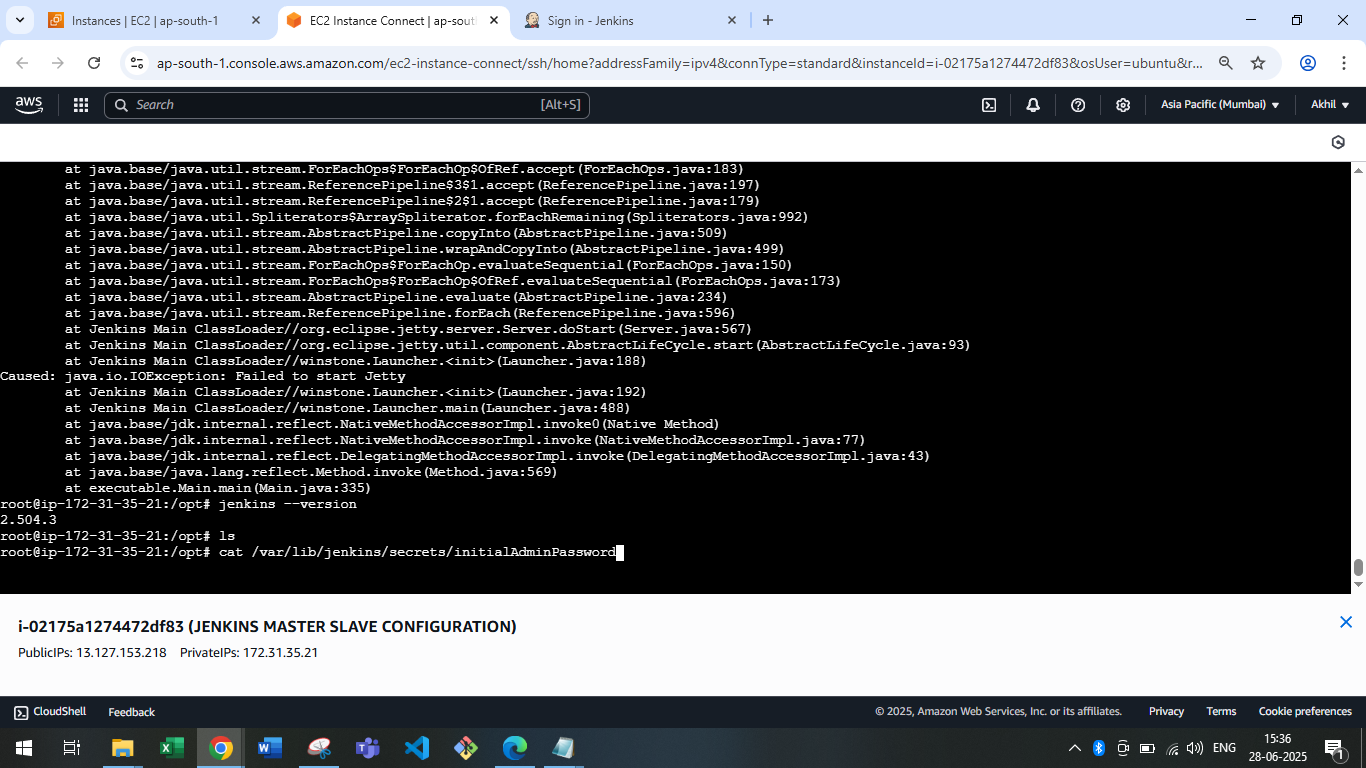 Instances | EC2 | ap-south-1
EC2 Instance Connect | ap-sout
Sign in - Jenkins
ap-south-1.console.aws.amazon.com/ec2-instance-connect/ssh/home?addressFamily=ipv4&connType=standard&instanceId=i-02175a1274472df83&osUser=ubuntu&r...
aws
Search
[Alt+S]
Asia Pacific (Mumbai)
Akhil
at java.base/java.util.stream.ForEachOps$ForEachOp$OfRef.accept(ForEachOps.java:183)
at java.base/java.util.stream.ReferencePipeline$3$1.accept(ReferencePipeline.java:197)
at java.base/java.util.stream.ReferencePipeline$2$1.accept(ReferencePipeline.java:179)
at java.base/java.util.Spliterators$ArraySpliterator.forEachRemaining(Spliterators.java:992)
at java.base/java.util.stream.AbstractPipeline.copyInto(AbstractPipeline.java:509)
at java.base/java.util.stream.AbstractPipeline.wrapAndCopyInto(AbstractPipeline.java:499)
at java.base/java.util.stream.ForEachOps$ForEachOp.evaluateSequential(ForEachOps.java:150)
at java.base/java.util.stream.ForEachOps$ForEachOp$OfRef.evaluateSequential(ForEachOps.java:173)
at java.base/java.util.stream.AbstractPipeline.evaluate(AbstractPipeline.java:234)
at java.base/java.util.stream.ReferencePipeline.forEach(ReferencePipeline.java:596)
at Jenkins Main ClassLoader//org.eclipse.jetty.server.Server.doStart(Server.java:567)
at Jenkins Main ClassLoader//org.eclipse.jetty.util.component.AbstractLifeCycle.start(AbstractLifeCycle.java:93)
at Jenkins Main ClassLoader//winstone.Launcher.<init>(Launcher.java:188)
Caused: java.io.IOException: Failed to start Jetty
at Jenkins Main ClassLoader//winstone.Launcher.<init>(Launcher.java:192)
at Jenkins Main ClassLoader//winstone.Launcher.main(Launcher.java:488)
at java.base/jdk.internal.reflect.NativeMethodAccessorImpl.invoke0(Native Method)
at java.base/jdk.internal.reflect.NativeMethodAccessorImpl.invoke(NativeMethodAccessorImpl.java:77)
at java.base/jdk.internal.reflect.DelegatingMethodAccessorImpl.invoke(DelegatingMethodAccessorImpl.java:43)
at java.base/java.lang.reflect.Method.invoke(Method.java:569)
at executable.Main.main(Main.java:335)
root@ip-172-31-35-21:/opt# jenkins --version
2.504.3
root@ip-172-31-35-21:/opt# ls
root@ip-172-31-35-21:/opt# cat /var/lib/jenkins/secrets/initialAdminPassword
i-02175a1274472df83 (JENKINS MASTER SLAVE CONFIGURATION)
PublicIPs: 13.127.153.218 PrivateIPs: 172.31.35.21
CloudShell
Feedback
© 2025, Amazon Web Services, Inc. or its affiliates.
Privacy
Terms
Cookie preferences
ENG
15:36
28-06-2025
1